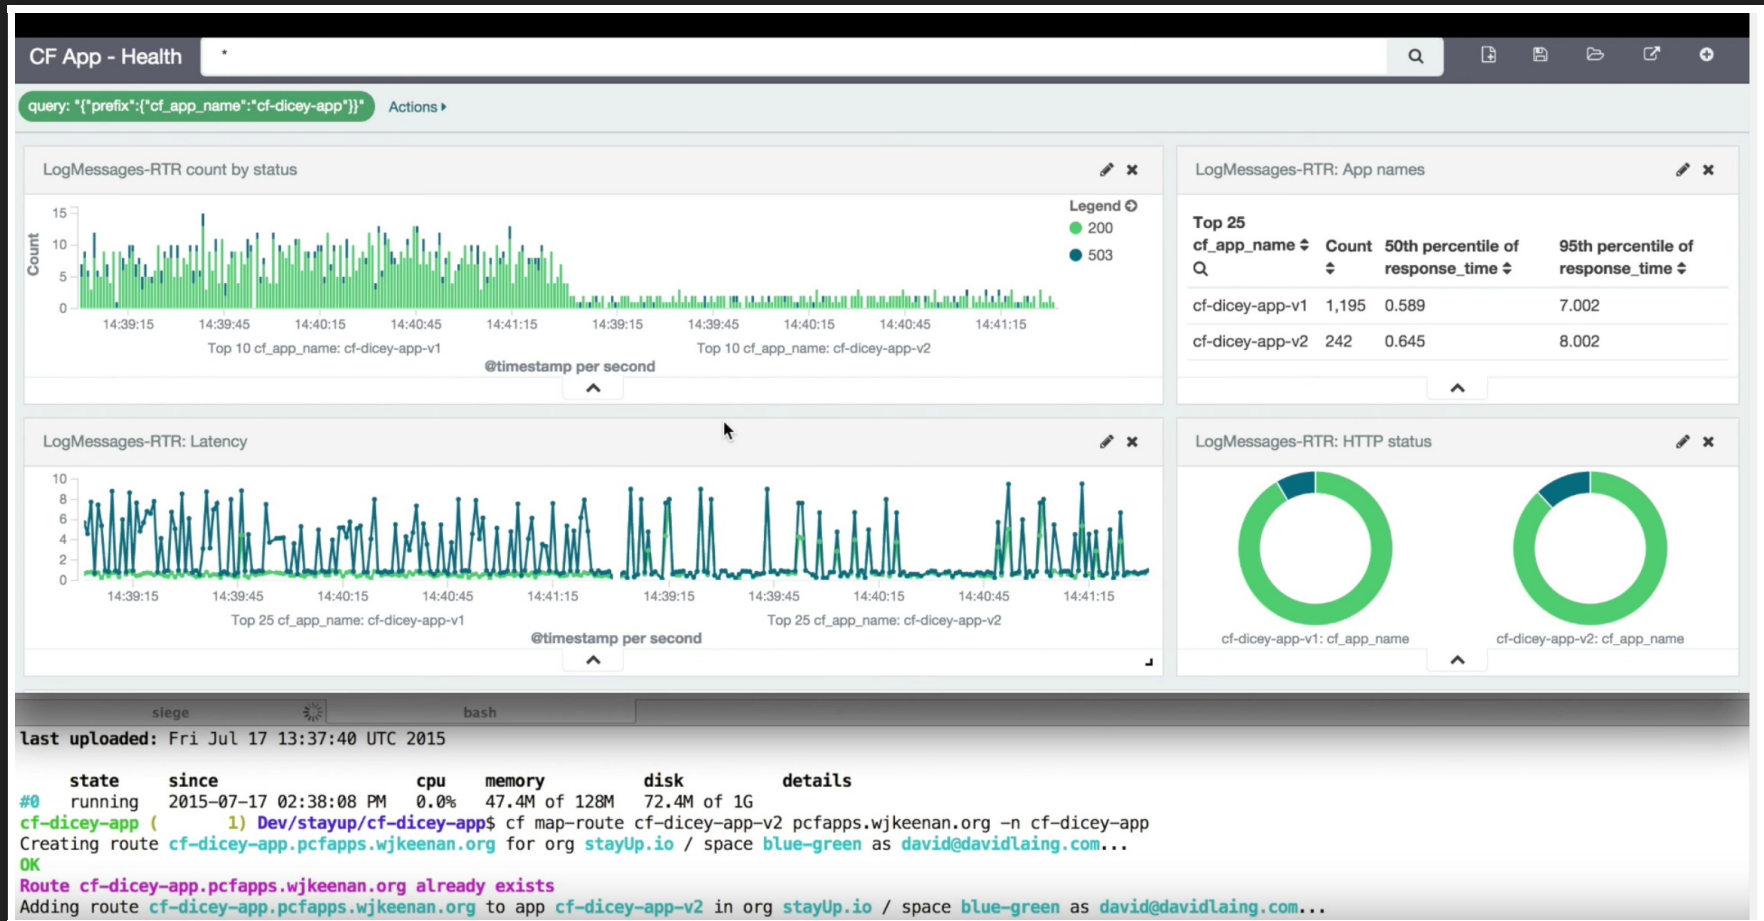 CF App - Health
*
query: "{"prefix":{"cf_app_name":"cf-dicey-app"}}"
Actions
LogMessages-RTR count by status
Count
15
10
5
0
14:39:15 14:39:45 14:40:15 14:40:45 14:41:15 14:39:15 14:39:45 14:40:15 14:40:45 14:41:15
Top 10 cf_app_name: cf-dicey-app-v1 Top 10 cf_app_name: cf-dicey-app-v2
@timestamp per second
Legend
200
503
LogMessages-RTR: App names
Top 25
cf_app_name Count 50th percentile of 95th percentile of
response_time response_time
cf-dicey-app-v1 1,195 0.589 7.002
cf-dicey-app-v2 242 0.645 8.002
LogMessages-RTR: Latency
10
8
6
4
2
0
14:39:15 14:39:45 14:40:15 14:40:45 14:41:15 14:39:15 14:39:45 14:40:15 14:40:45 14:41:15
Top 25 cf_app_name: cf-dicey-app-v1 Top 25 cf_app_name: cf-dicey-app-v2
@timestamp per second
LogMessages-RTR: HTTP status
cf-dicey-app-v1: cf_app_name cf-dicey-app-v2: cf_app_name
siege bash
last uploaded: Fri Jul 17 13:37:40 UTC 2015
state since cpu memory disk details
#0 running 2015-07-17 02:38:08 PM 0.0% 47.4M of 128M 72.4M of 1G
cf-dicey-app ( 1) Dev/stayup/cf-dicey-app$ cf map-route cf-dicey-app-v2 pcfapps.wjkeenan.org -n cf-dicey-app
Creating route cf-dicey-app.pcfapps.wjkeenan.org for org stayUp.io / space blue-green as david@davidlaing.com...
OK
Route cf-dicey-app.pcfapps.wjkeenan.org already exists
Adding route cf-dicey-app.pcfapps.wjkeenan.org to app cf-dicey-app-v2 in org stayUp.io / space blue-green as david@davidlaing.com...